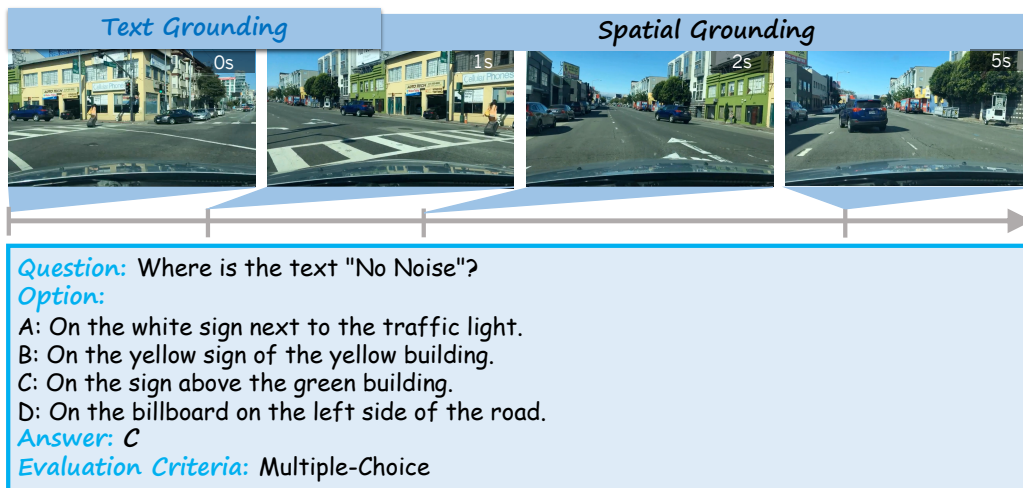 Text Grounding
Spatial Grounding
0s
1s
2s
5s
Cellular Phones
Question: Where is the text "No Noise"?
Option:
A: On the white sign next to the traffic light.
B: On the yellow sign of the yellow building.
C: On the sign above the green building.
D: On the billboard on the left side of the road.
Answer: C
Evaluation Criteria: Multiple-Choice